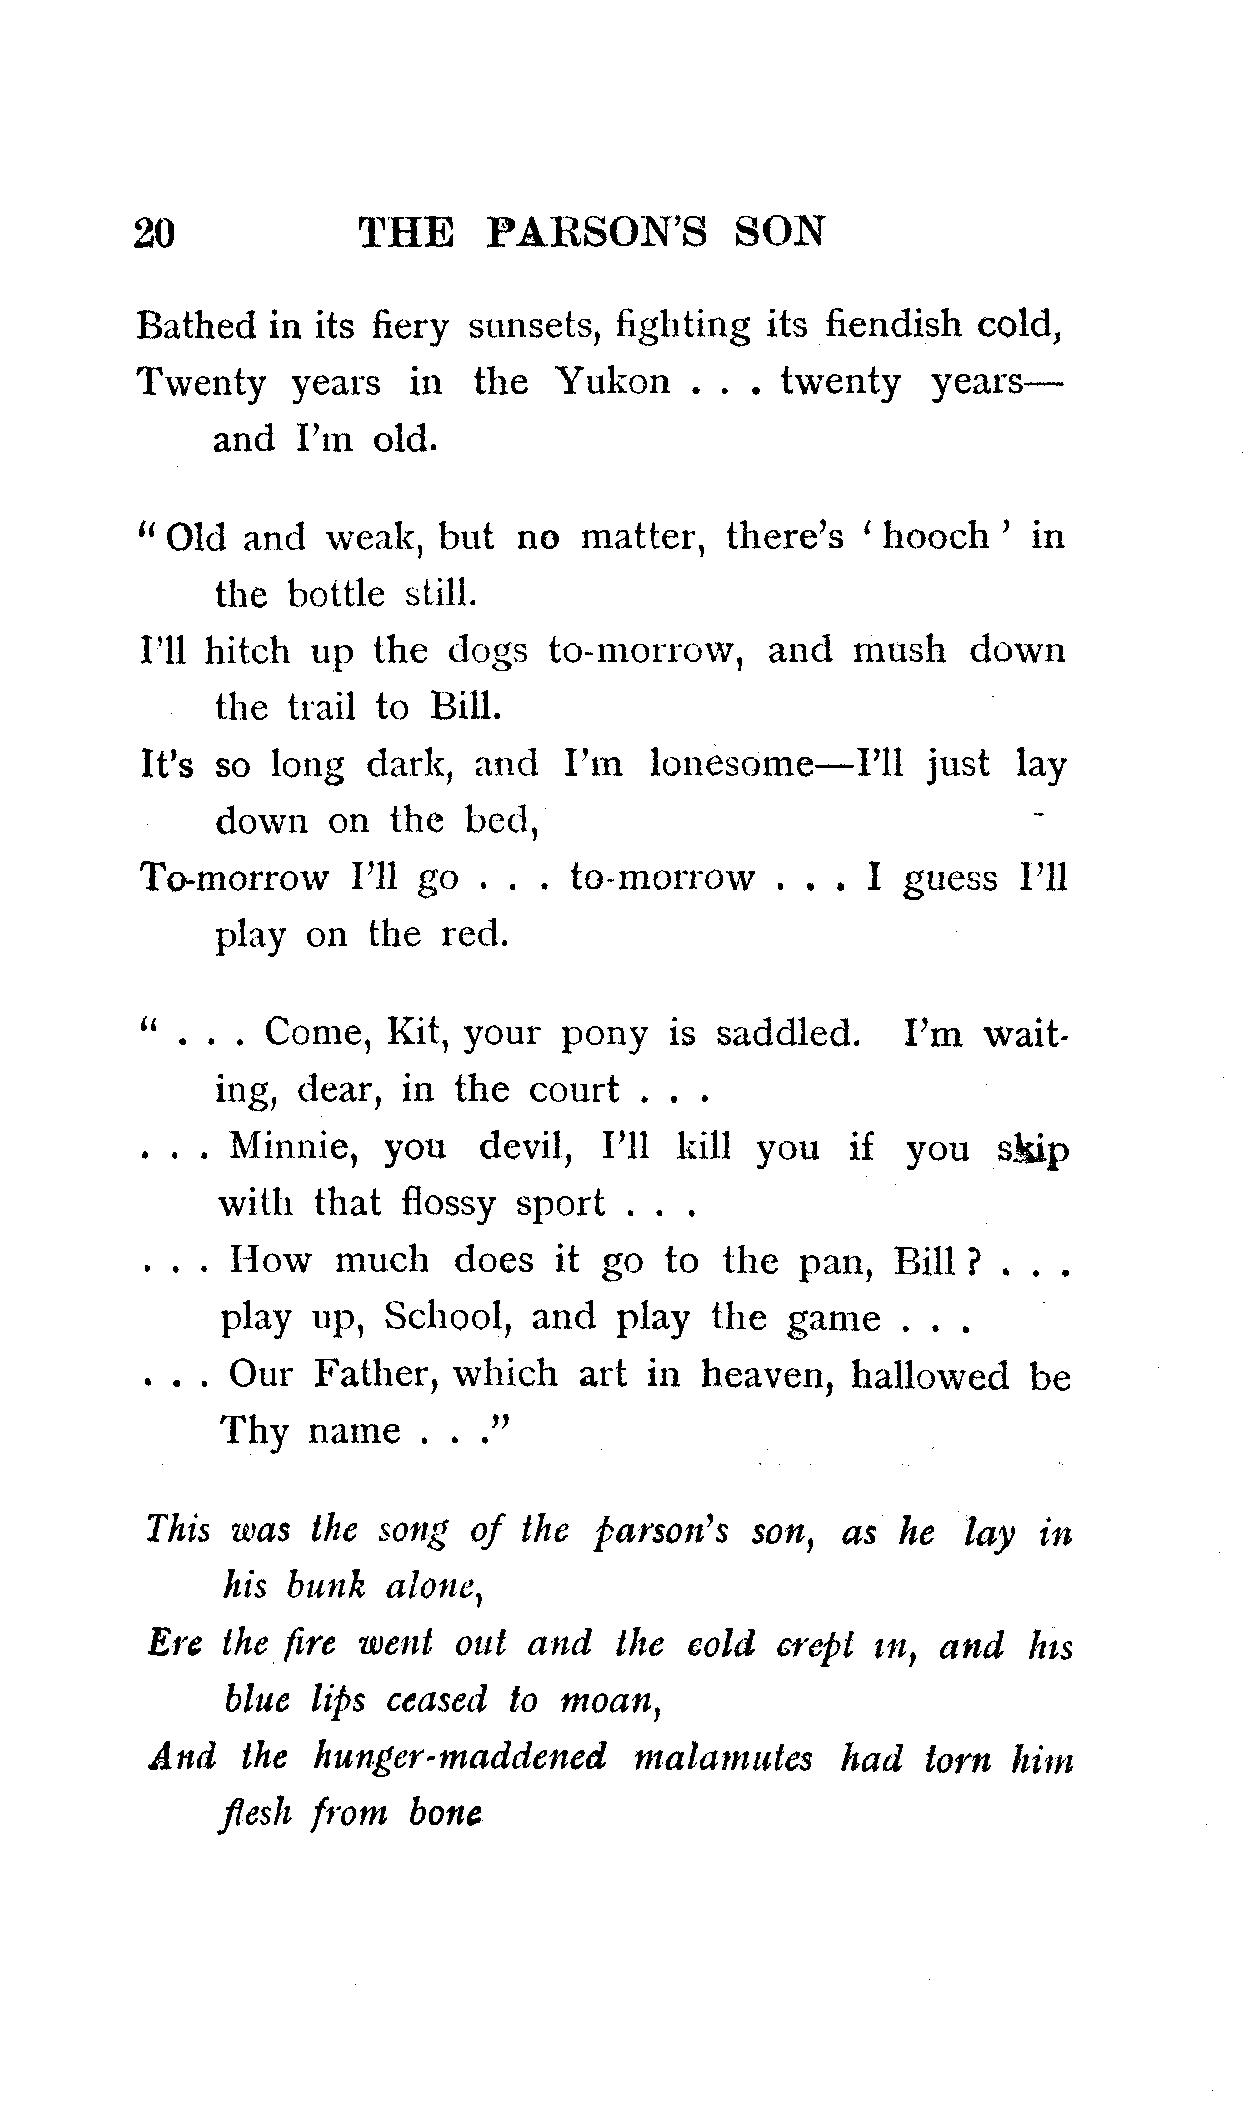 20 THE PARSON'S SON
Bathed in its fiery sunsets, fighting its fiendish cold,
Twenty years in the Yukon . . . twenty years—
and I'm old.
" Old and weak, but no matter, there's ' hooch ' in
the bottle still.
I'll hitch up the dogs to-morrow, and mush down
the trail to Bill.
It's so long dark, and I'm lonesome—I'll just lay
down on the bed,
To-morrow I'll go . . . to-morrow . . . I guess I'll
play on the red.
" . . . Come, Kit, your pony is saddled. I'm wait-
ing, dear, in the court . . .
. . . Minnie, you devil, I'll kill you if you skip
with that flossy sport . . .
. . . How much does it go to the pan, Bill ? . . .
play up, School, and play the game . . .
. . . Our Father, which art in heaven, hallowed be
Thy name . . ."
This was the song of the parson's son, as he lay in
his bunk alone,
Ere the fire went out and the cold crept in, and his
blue lips ceased to moan,
And the hunger-maddened malamutes had torn him
flesh from bone